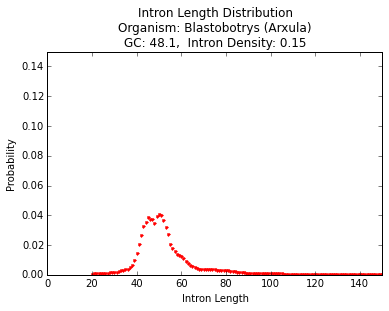 Intron Length Distribution
Organism: Blastobotrys (Arxula)
GC: 48.1,  Intron Density: 0.15
0.14
0.12
0.10
0.08
0.06
0.04
0.02
0.00
Probability
0 20 40 60 80 100 120 140
Intron Length